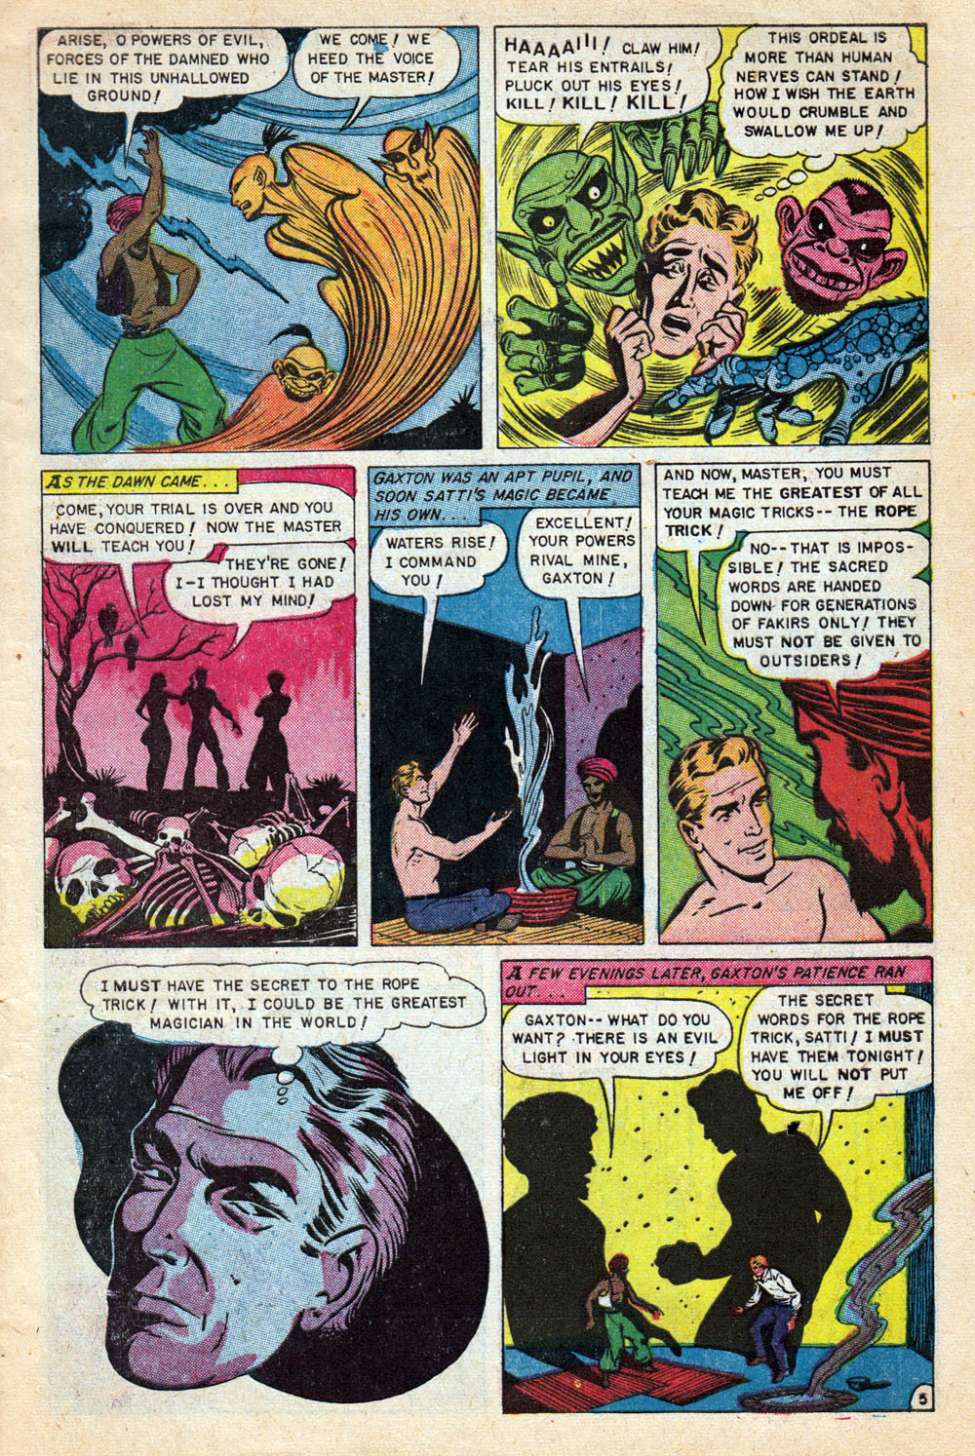 ARISE, O POWERS OF EVIL,
FORCES OF THE DAMNED WHO
LIE IN THIS UNHALLOWED
GROUND!
WE COME! WE
HEED THE VOICE
OF THE MASTER!
HAAAAIII! CLAW HIM!
TEAR HIS ENTRAILS!
PLUCK OUT HIS EYES!
KILL! KILL! KILL!
THIS ORDEAL IS
MORE THAN HUMAN
NERVES CAN STAND!
HOW I WISH THE EARTH
WOULD CRUMBLE AND
SWALLOW ME UP!
AS THE DAWN CAME...
COME, YOUR TRIAL IS OVER AND YOU
HAVE CONQUERED! NOW THE MASTER
WILL TEACH YOU!
THEY'RE GONE!
I--I THOUGHT I HAD
LOST MY MIND!
GAXTON WAS AN APT PUPIL, AND
SOON SATTI'S MAGIC BECAME
HIS OWN...
WATERS RISE!
I COMMAND
YOU!
EXCELLENT!
YOUR POWERS
RIVAL MINE,
GAXTON!
AND NOW, MASTER, YOU MUST
TEACH ME THE GREATEST OF ALL
YOUR MAGIC TRICKS-- THE ROPE
TRICK!
NO-- THAT IS IMPOS-
SIBLE! THE SACRED
WORDS ARE HANDED
DOWN FOR GENERATIONS
OF FAKIRS ONLY! THEY
MUST NOT BE GIVEN TO
OUTSIDERS!
I MUST HAVE THE SECRET TO THE ROPE
TRICK! WITH IT, I COULD BE THE GREATEST
MAGICIAN IN THE WORLD!
A FEW EVENINGS LATER, GAXTON'S PATIENCE RAN
OUT....
GAXTON-- WHAT DO YOU
WANT? THERE IS AN EVIL
LIGHT IN YOUR EYES!
THE SECRET
WORDS FOR THE ROPE
TRICK, SATTI! I MUST
HAVE THEM TONIGHT!
YOU WILL NOT PUT
ME OFF!
5